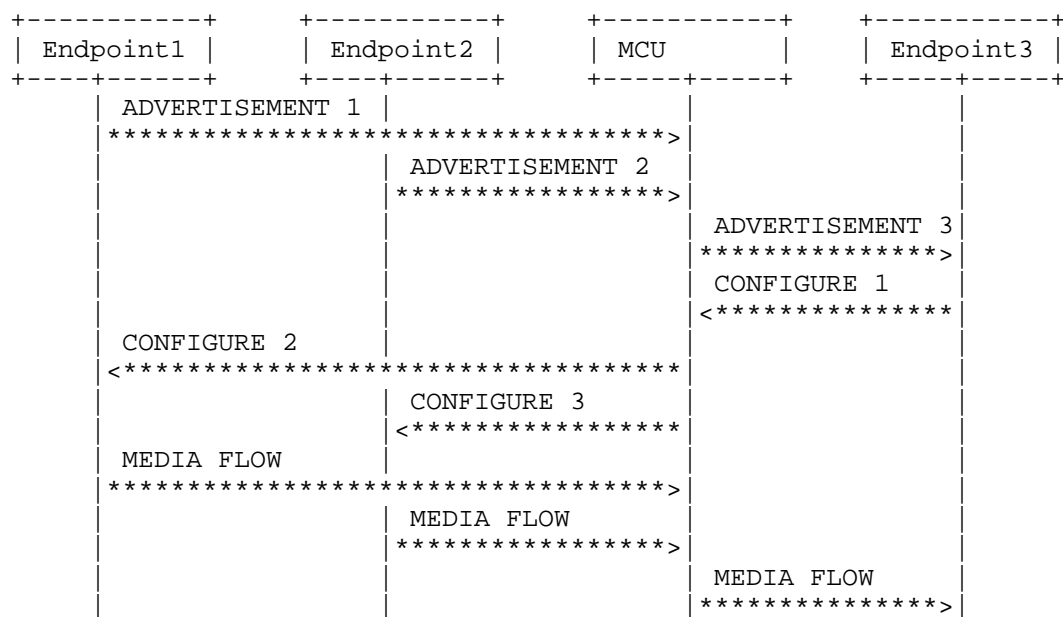 Endpoint1 Endpoint2 MCU Endpoint3
ADVERTISEMENT 1
ADVERTISEMENT 2
ADVERTISEMENT 3
CONFIGURE 1
CONFIGURE 2
CONFIGURE 3
MEDIA FLOW
MEDIA FLOW
MEDIA FLOW